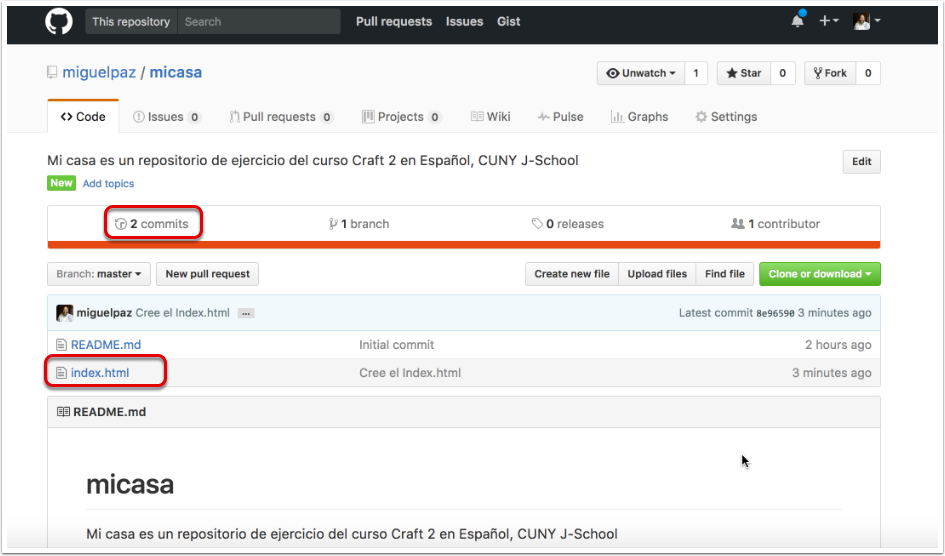 This repository Search Pull requests Issues Gist
miguelpaz / micasa Unwatch 1 Star 0 Fork 0
Code Issues 0 Pull requests 0 Projects 0 Wiki Pulse Graphs Settings
Mi casa es un repositorio de ejercicio del curso Craft 2 en Español, CUNY J-School Edit
New Add topics
2 commits 1 branch 0 releases 1 contributor
Branch: master New pull request Create new file Upload files Find file Clone or download
miguelpaz Cree el Index.html ... Latest commit 8e96590 3 minutes ago
README.md Initial commit 2 hours ago
index.html Cree el Index.html 3 minutes ago
README.md
micasa
Mi casa es un repositorio de ejercicio del curso Craft 2 en Español, CUNY J-School